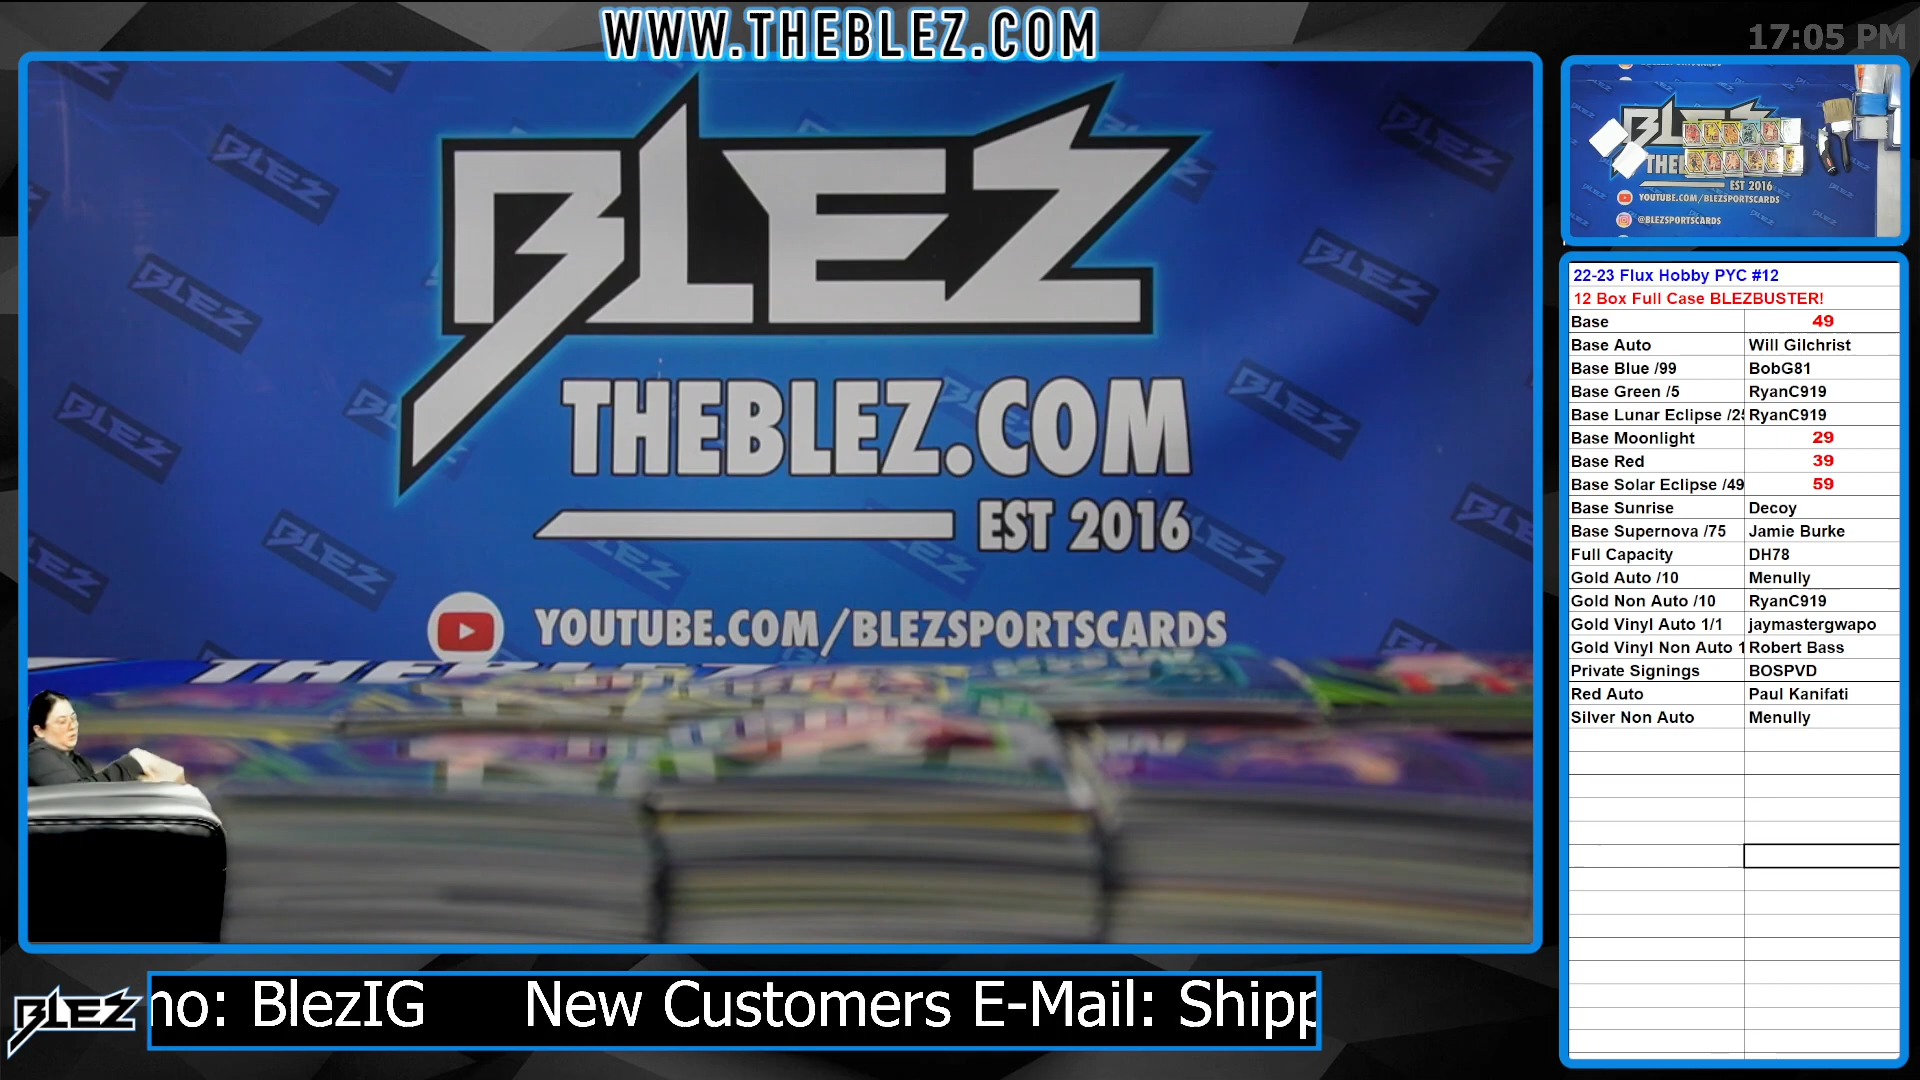 WWW.THEBLEZ.COM
17:05 PM
BLEZ
THEBLEZ.COM
EST 2016
YOUTUBE.COM/BLEZSPORTSCARDS
THEBLEZ
BLEZ
EST 2016
YOUTUBE.COM/BLEZSPORTSCARDS
@BLEZSPORTSCARDS
22-23 Flux Hobby PYC #12
12 Box Full Case BLEZBUSTER!
Base 49
Base Auto Will Gilchrist
Base Blue /99 BobG81
Base Green /5 RyanC919
Base Lunar Eclipse /25 RyanC919
Base Moonlight 29
Base Red 39
Base Solar Eclipse /49 59
Base Sunrise Decoy
Base Supernova /75 Jamie Burke
Full Capacity DH78
Gold Auto /10 Menully
Gold Non Auto /10 RyanC919
Gold Vinyl Auto 1/1 jaymastergwapo
Gold Vinyl Non Auto 1 Robert Bass
Private Signings BOSPVD
Red Auto Paul Kanifati
Silver Non Auto Menully
BLEZ
no: BlezIG New Customers E-Mail: Shipp